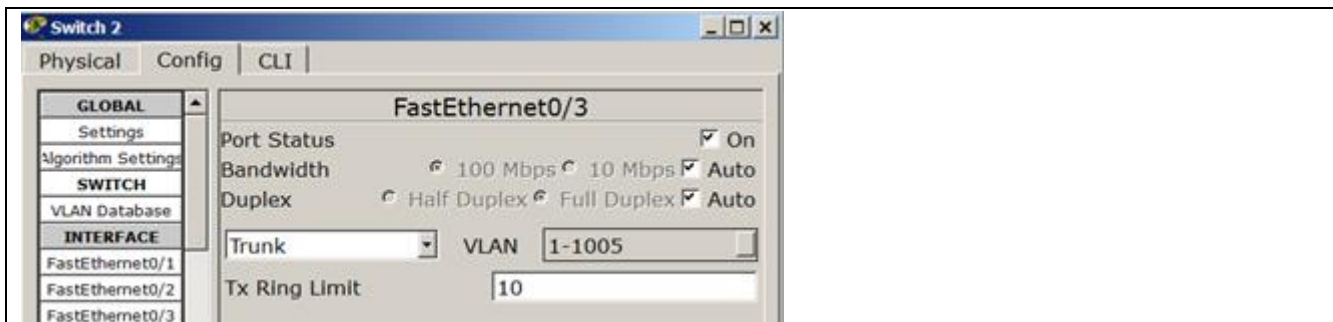 Switch 2
Physical Config CLI
GLOBAL
Settings
Algorithm Settings
SWITCH
VLAN Database
INTERFACE
FastEthernet0/1
FastEthernet0/2
FastEthernet0/3
FastEthernet0/3
Port Status On
Bandwidth 100 Mbps 10 Mbps Auto
Duplex Half Duplex Full Duplex Auto
Trunk VLAN 1-1005
Tx Ring Limit 10